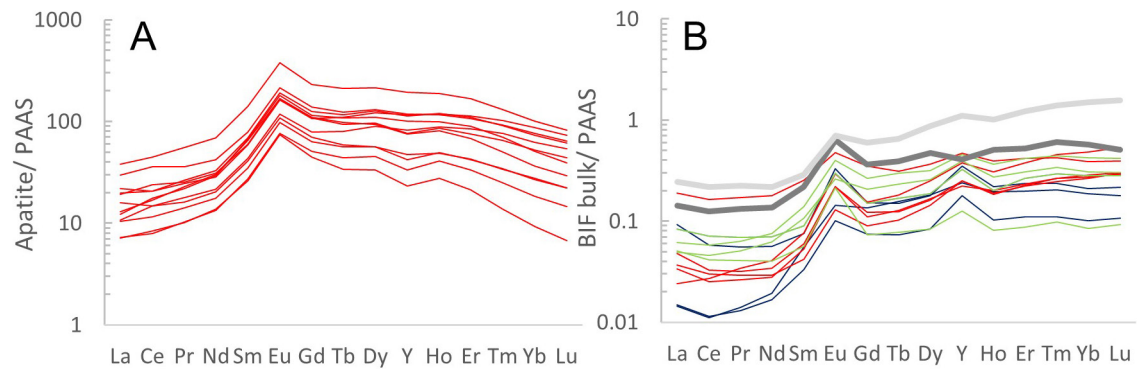 A
1000
100
10
1
Apatite/ PAAS
La Ce Pr Nd Sm Eu Gd Tb Dy Y Ho Er Tm Yb Lu
B
10
1
0.1
0.01
BIF bulk/ PAAS
La Ce Pr Nd Sm Eu Gd Tb Dy Y Ho Er Tm Yb Lu